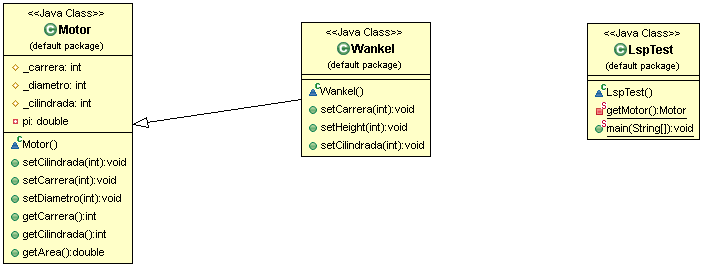 <<Java Class>>
Motor
(default package)
_carrera: int
_diametro: int
_cilindrada: int
pi: double
Motor()
setCilindrada(int):void
setCarrera(int):void
setDiametro(int):void
getCarrera():int
getCilindrada():int
getArea():double
<<Java Class>>
Wankel
(default package)
Wankel()
setCarrera(int):void
setHeight(int):void
setCilindrada(int):void
<<Java Class>>
LspTest
(default package)
LspTest()
getMotor():Motor
main(String[]):void